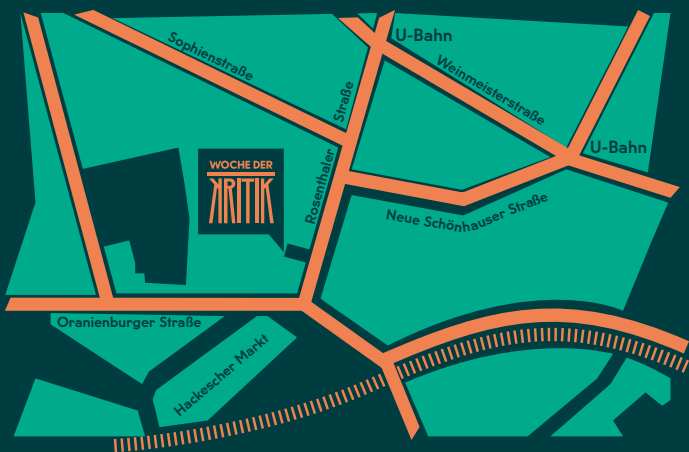 U-Bahn
Sophienstraße
Weinmeisterstraße
U-Bahn
WOCHE DER
KRITIK
Rosenthaler Straße
Neue Schönhauser Straße
Oranienburger Straße
Hackescher Markt